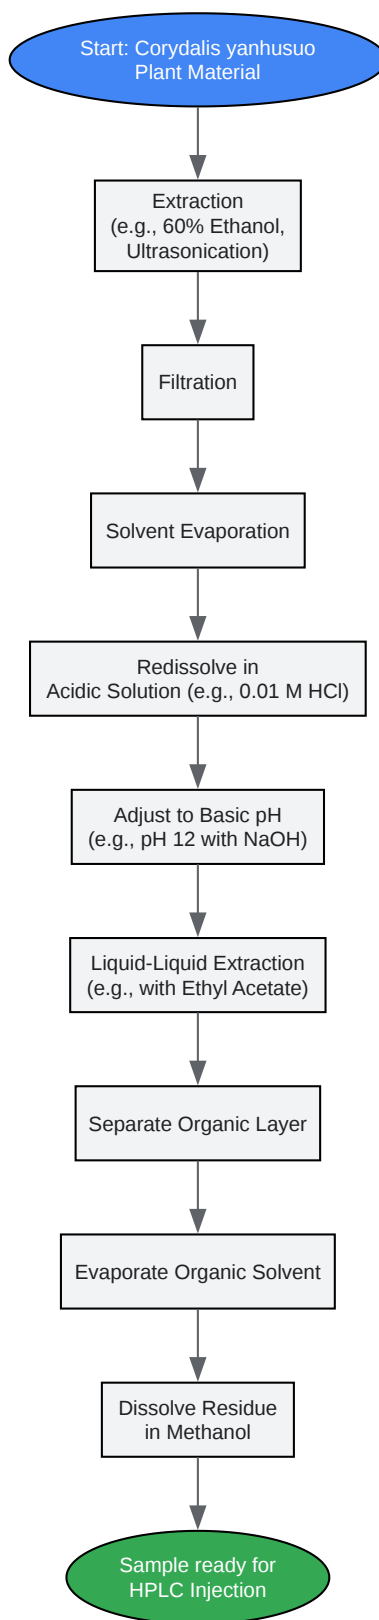 Start: Corydalis yanhusuo
Plant Material
Extraction
(e.g., 60% Ethanol,
Ultrasonication)
Filtration
Solvent Evaporation
Redissolve in
Acidic Solution (e.g., 0.01 M HCl)
Adjust to Basic pH
(e.g., pH 12 with NaOH)
Liquid-Liquid Extraction
(e.g., with Ethyl Acetate)
Separate Organic Layer
Evaporate Organic Solvent
Dissolve Residue
in Methanol
Sample ready for
HPLC Injection